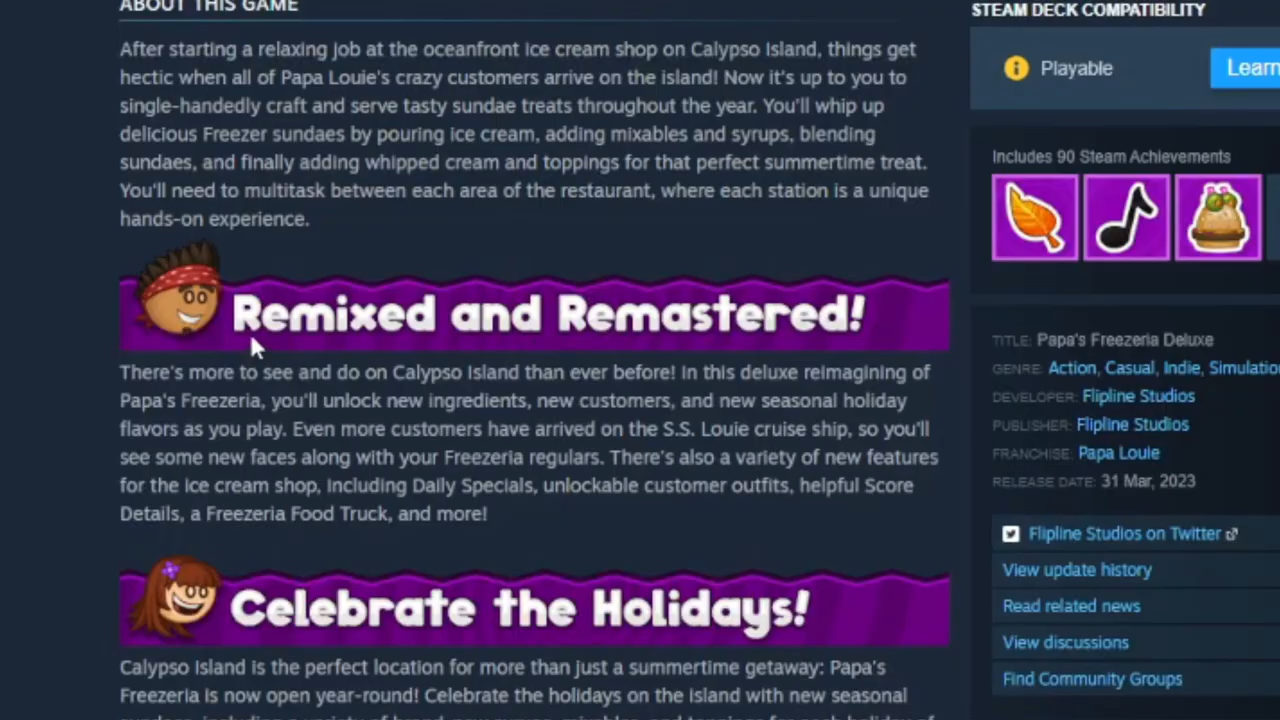 ABOUT THIS GAME
After starting a relaxing job at the oceanfront ice cream shop on Calypso Island, things get
hectic when all of Papa Louie's crazy customers arrive on the island! Now it's up to you to
single-handedly craft and serve tasty sundae treats throughout the year. You'll whip up
delicious Freezer sundaes by pouring ice cream, adding mixables and syrups, blending
sundaes, and finally adding whipped cream and toppings for that perfect summertime treat.
You'll need to multitask between each area of the restaurant, where each station is a unique
hands-on experience.
Remixed and Remastered!
There's more to see and do on Calypso Island than ever before! In this deluxe reimagining of
Papa's Freezeria, you'll unlock new ingredients, new customers, and new seasonal holiday
flavors as you play. Even more customers have arrived on the S.S. Louie cruise ship, so you'll
see some new faces along with your Freezeria regulars. There's also a variety of new features
for the ice cream shop, including Daily Specials, unlockable customer outfits, helpful Score
Details, a Freezeria Food Truck, and more!
Celebrate the Holidays!
Calypso Island is the perfect location for more than just a summertime getaway: Papa's
Freezeria is now open year-round! Celebrate the holidays on the island with new seasonal
STEAM DECK COMPATIBILITY
Playable
Learn
Includes 90 Steam Achievements
TITLE: Papa's Freezeria Deluxe
GENRE: Action, Casual, Indie, Simulatio
DEVELOPER: Flipline Studios
PUBLISHER: Flipline Studios
FRANCHISE: Papa Louie
RELEASE DATE: 31 Mar, 2023
Flipline Studios on Twitter
View update history
Read related news
View discussions
Find Community Groups